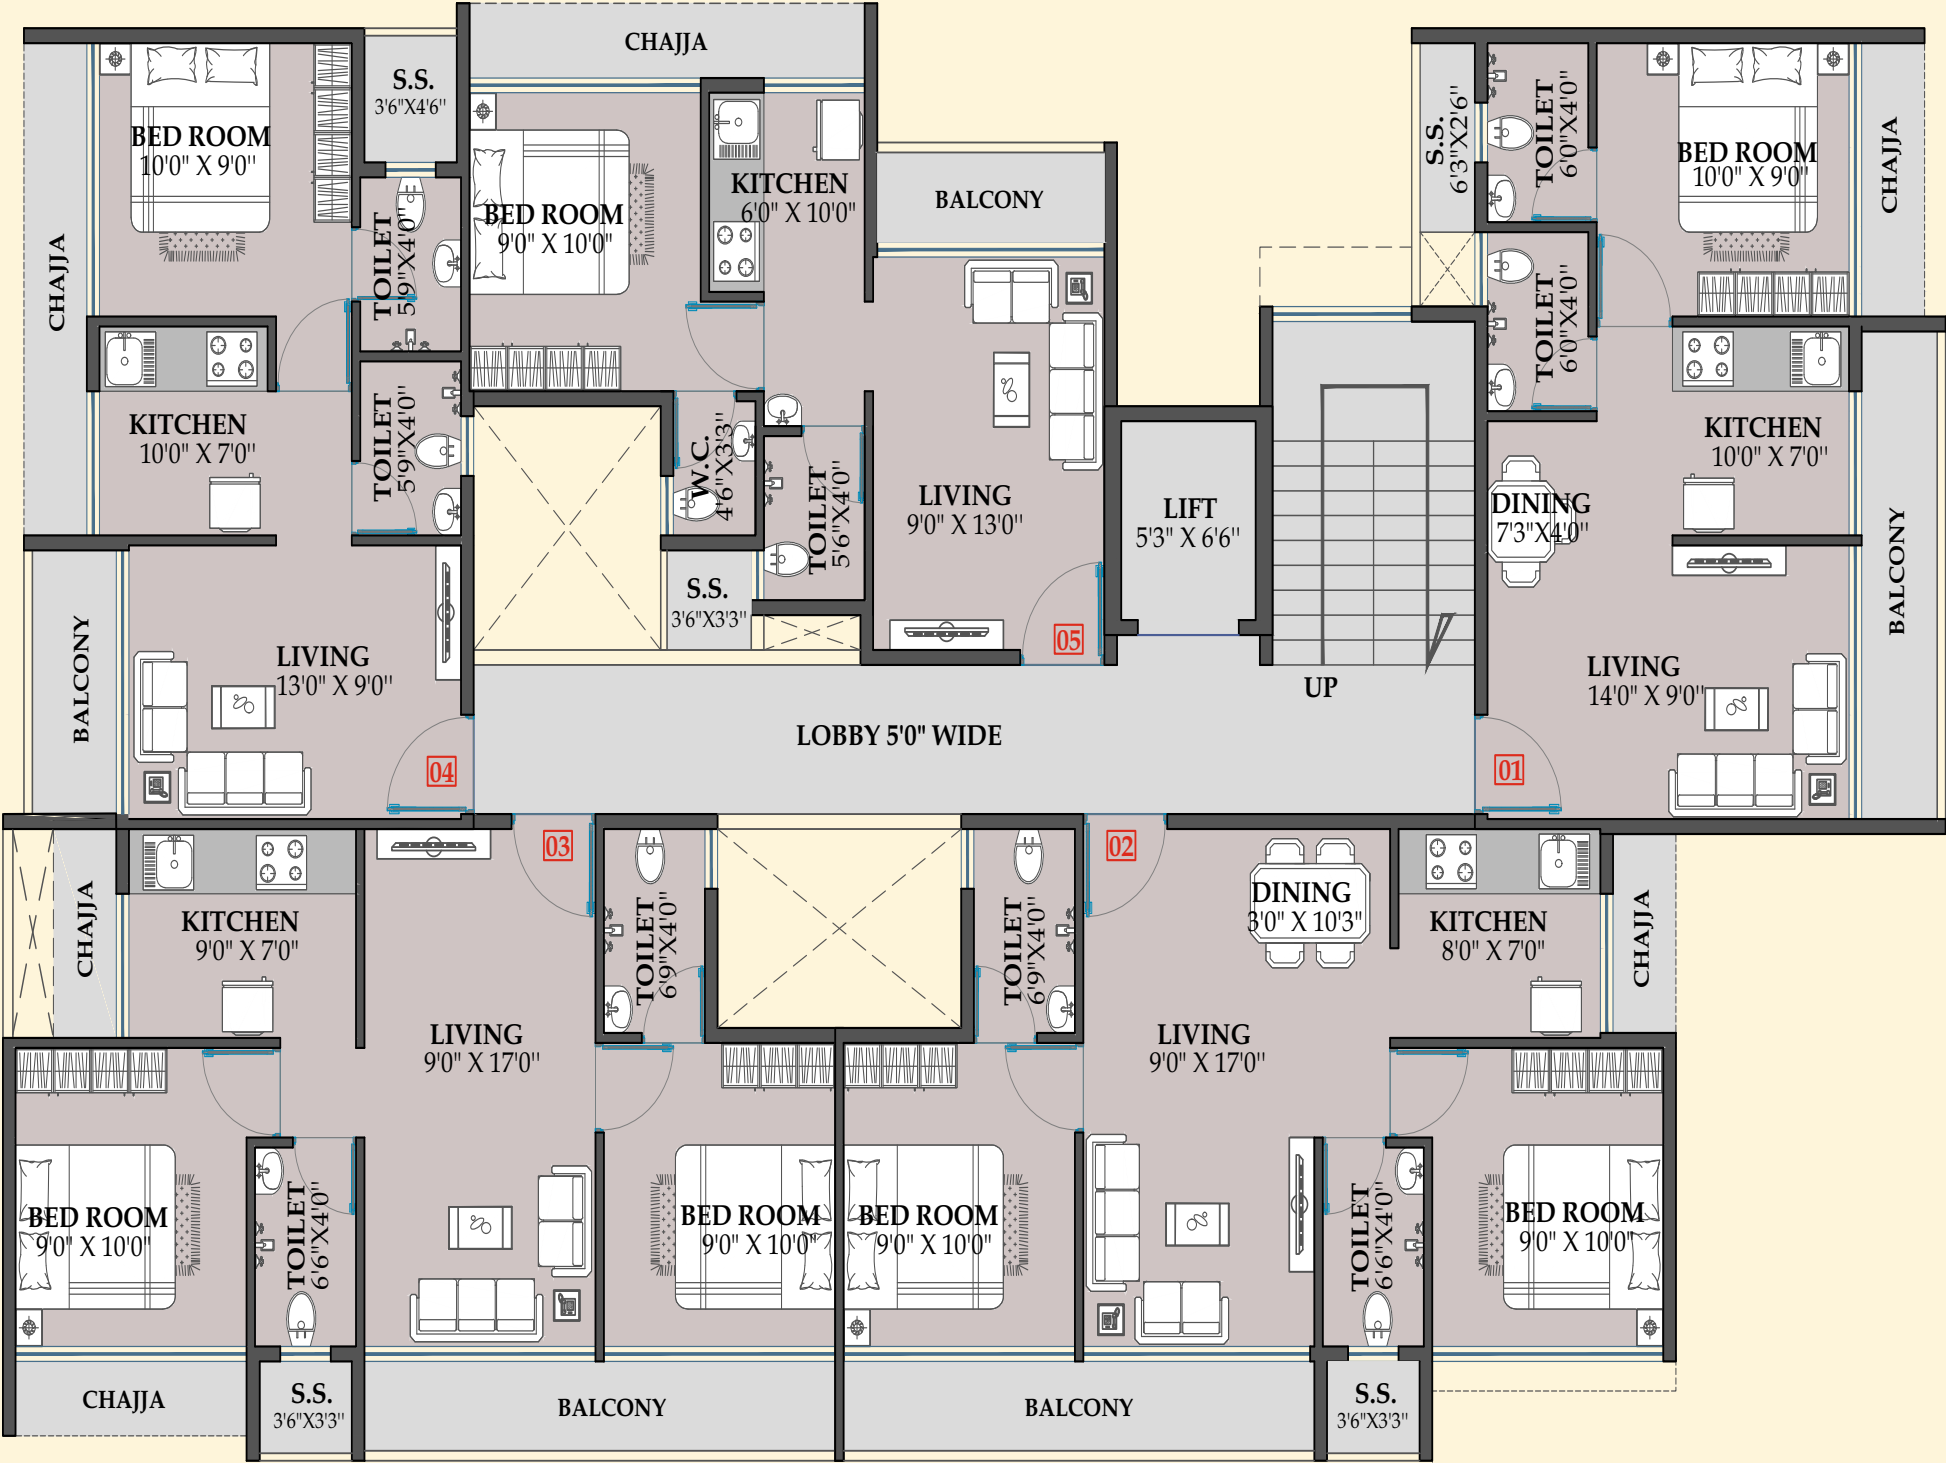 CHAJJA
S.S.
3'6"X4'6"
BED ROOM
10'0" X 9'0"
CHAJJA
TOILET
5'9"X4'0"
BED ROOM
9'0" X 10'0"
KITCHEN
6'0" X 10'0"
BALCONY
S.S.
6'3"X2'6"
TOILET
6'0"X4'0"
BED ROOM
10'0" X 9'0"
CHAJJA
TOILET
6'0"X4'0"
KITCHEN
10'0" X 7'0"
TOILET
5'9"X4'0"
W.C.
4'6"X3'3"
TOILET
5'6"X4'0"
LIVING
9'0" X 13'0"
LIFT
5'3" X 6'6"
KITCHEN
10'0" X 7'0"
DINING
7'3"X4'0"
BALCONY
S.S.
3'6"X3'3"
05
BALCONY
LIVING
13'0" X 9'0"
04
UP
LOBBY 5'0" WIDE
LIVING
14'0" X 9'0"
01
03
02
CHAJJA
KITCHEN
9'0" X 7'0"
TOILET
6'9"X4'0"
TOILET
6'9"X4'0"
DINING
3'0" X 10'3"
KITCHEN
8'0" X 7'0"
CHAJJA
LIVING
9'0" X 17'0"
LIVING
9'0" X 17'0"
BED ROOM
9'0" X 10'0"
TOILET
6'6"X4'0"
BED ROOM
9'0" X 10'0"
BED ROOM
9'0" X 10'0"
TOILET
6'6"X4'0"
BED ROOM
9'0" X 10'0"
CHAJJA
S.S.
3'6"X3'3"
BALCONY
BALCONY
S.S.
3'6"X3'3"